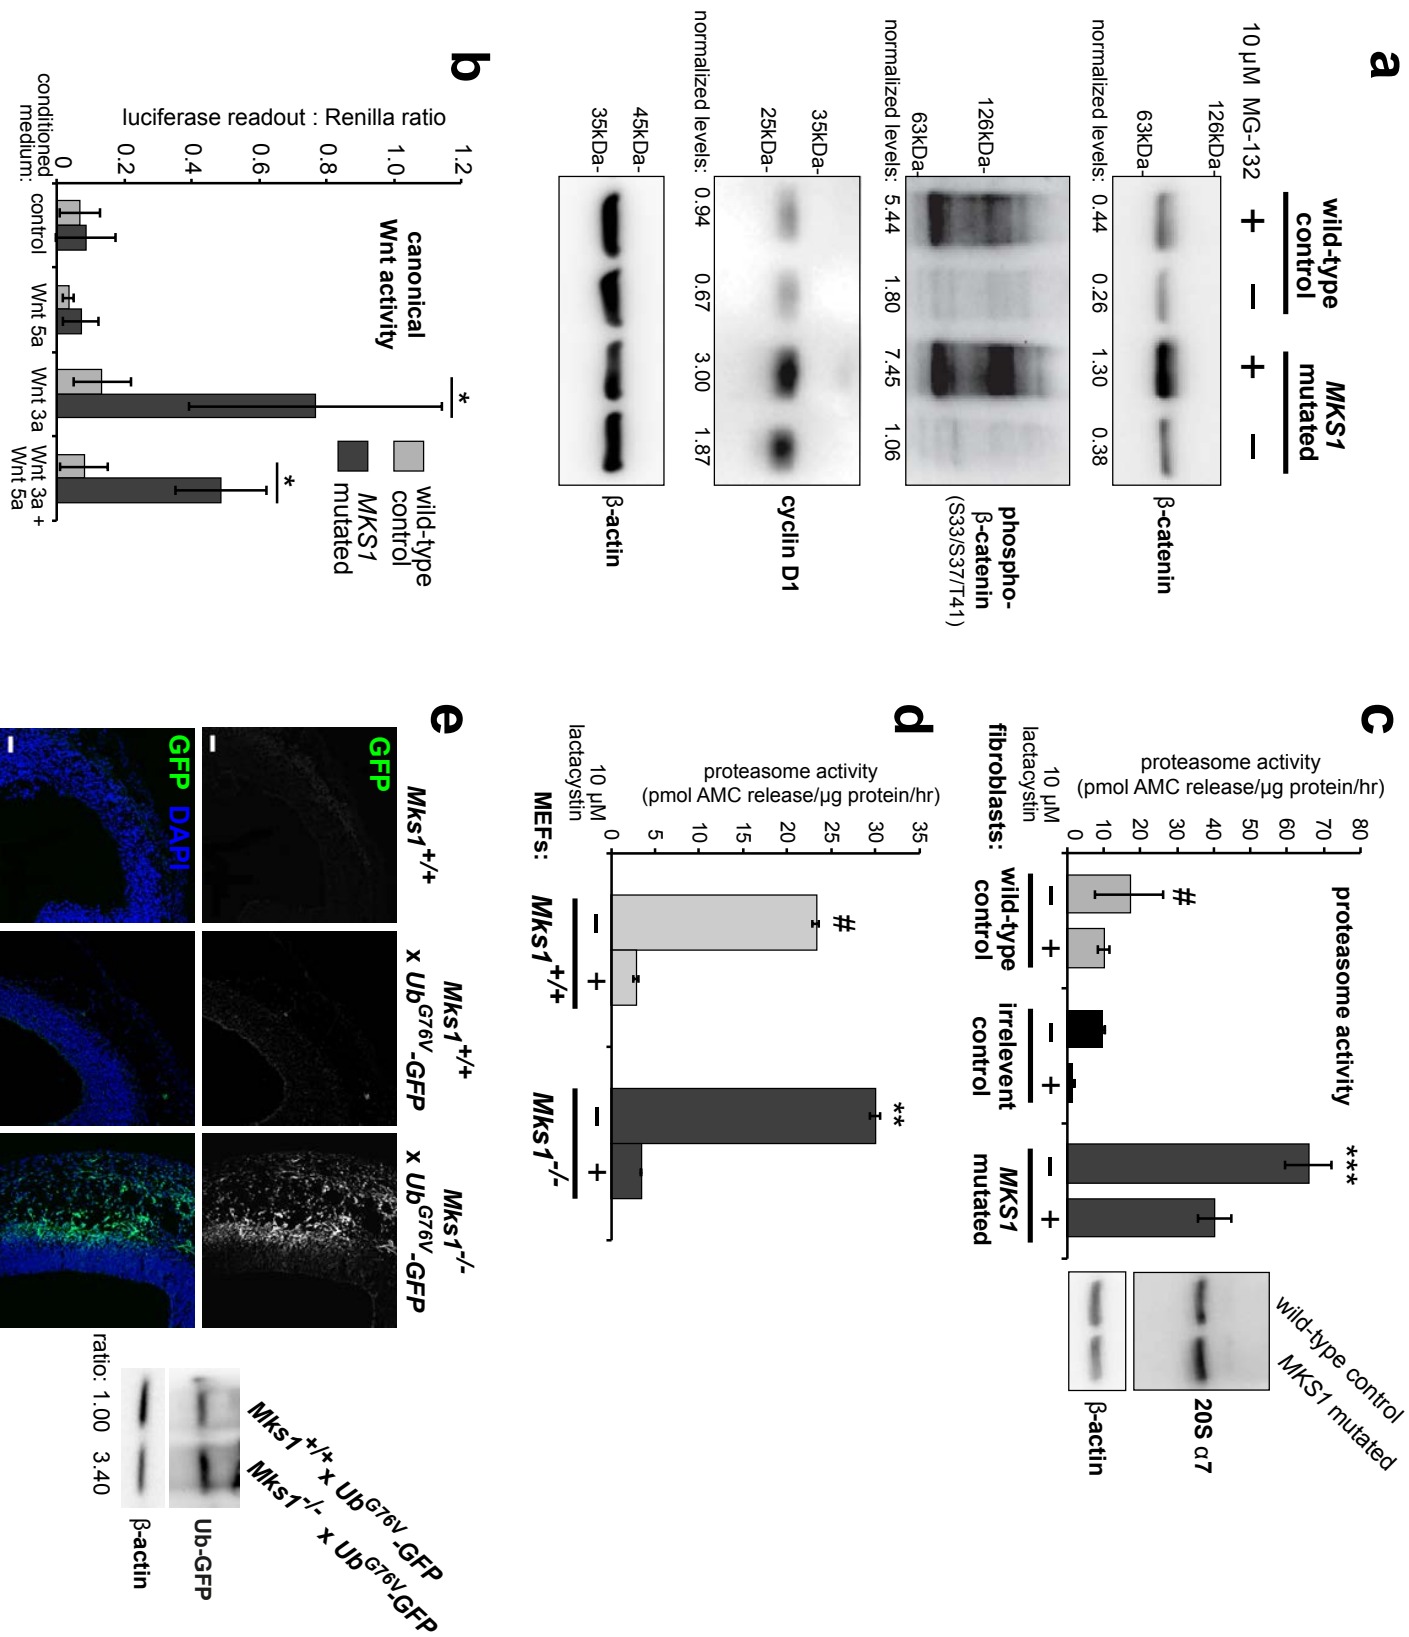 a
10 µM MG-132
wild-type
control
MKS1
mutated
+ – + –
126kDa-
63kDa-
β-catenin
normalized levels: 0.44 0.26 1.30 0.38
126kDa-
63kDa-
phospho-
β-catenin
(S33/S37/T41)
normalized levels: 5.44 1.80 7.45 1.06
35kDa-
25kDa-
cyclin D1
normalized levels: 0.94 0.67 3.00 1.87
45kDa-
35kDa-
β-actin
b
canonical
Wnt activity
luciferase readout : Renilla ratio
1.2
1.0
0.8
0.6
0.4
0.2
0
*
*
wild-type
control
MKS1
mutated
conditioned
medium:
control
Wnt 5a
Wnt 3a
Wnt 3a +
Wnt 5a
c
proteasome activity
proteasome activity
(pmol AMC release/µg protein/hr)
80
70
60
50
40
30
20
10
0
#
***
10 µM
lactacystin
– + – + – +
fibroblasts:
wild-type
control
irrelevent
control
MKS1
mutated
wild-type control
MKS1 mutated
20S α7
β-actin
d
proteasome activity
(pmol AMC release/µg protein/hr)
35
30
25
20
15
10
5
0
#
**
10 µM
lactacystin
– + – +
MEFs:
Mks1+/+
Mks1-/-
e
Mks1+/+
Mks1+/+
x UbG76V-GFP
Mks1-/-
x UbG76V-GFP
GFP
GFP DAPI
Mks1+/+ x UbG76V-GFP
Mks1-/- x UbG76V-GFP
Ub-GFP
β-actin
ratio: 1.00 3.40